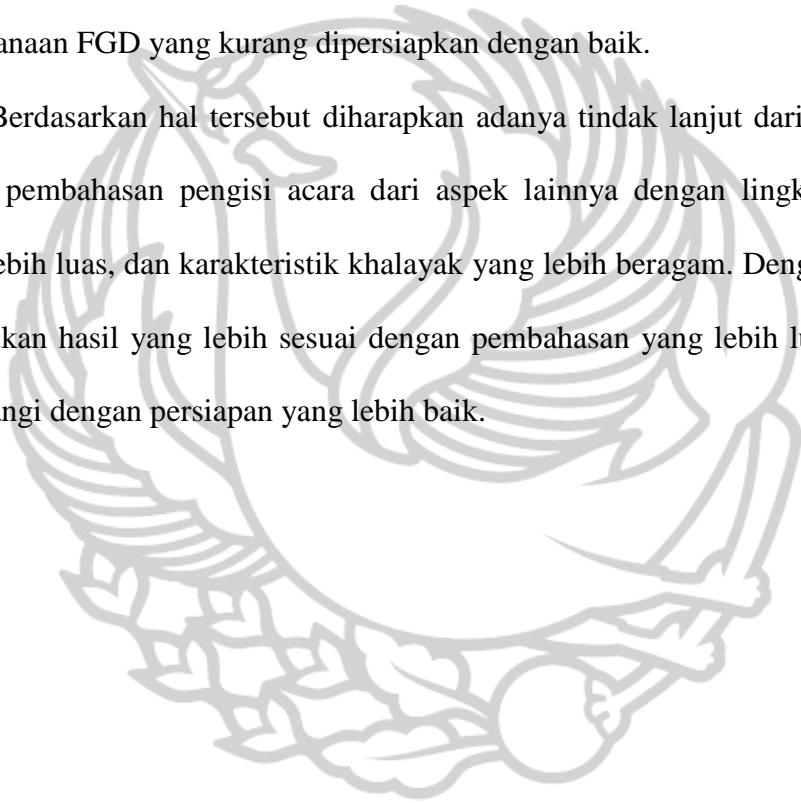 anaan FGD yang kurang dipersiapkan dengan baik.
Berdasarkan hal tersebut diharapkan adanya tindak lanjut dari
pembahasan pengisi acara dari aspek lainnya dengan lingk
ebih luas, dan karakteristik khalayak yang lebih beragam. Deng
kan hasil yang lebih sesuai dengan pembahasan yang lebih lu
angi dengan persiapan yang lebih baik.